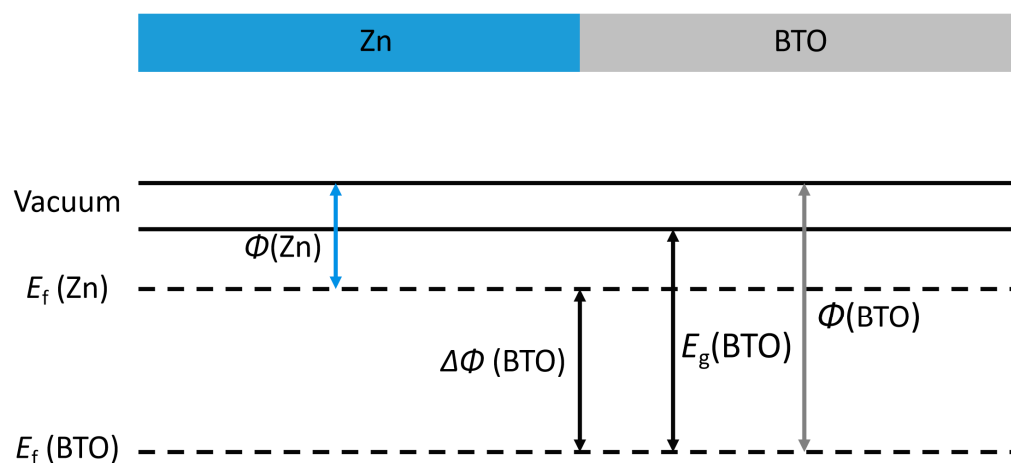 Zn
BTO
Vacuum
Φ(Zn)
E_f (Zn)
Φ(BTO)
ΔΦ (BTO)
E_g(BTO)
E_f (BTO)